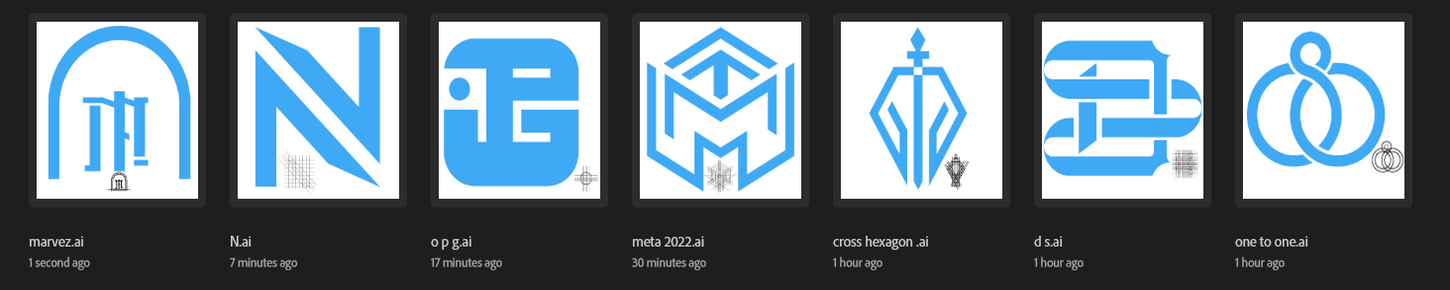 marvez.ai
1 second ago
N.ai
7 minutes ago
o p g.ai
17 minutes ago
meta 2022.ai
30 minutes ago
cross hexagon .ai
1 hour ago
d s.ai
1 hour ago
one to one.ai
1 hour ago